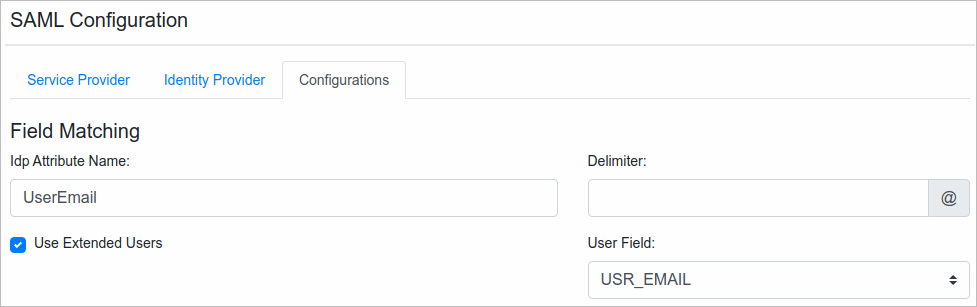 SAML Configuration
Service Provider Identity Provider Configurations
Field Matching
Idp Attribute Name: Delimiter:
UserEmail @
Use Extended Users User Field:
USR_EMAIL